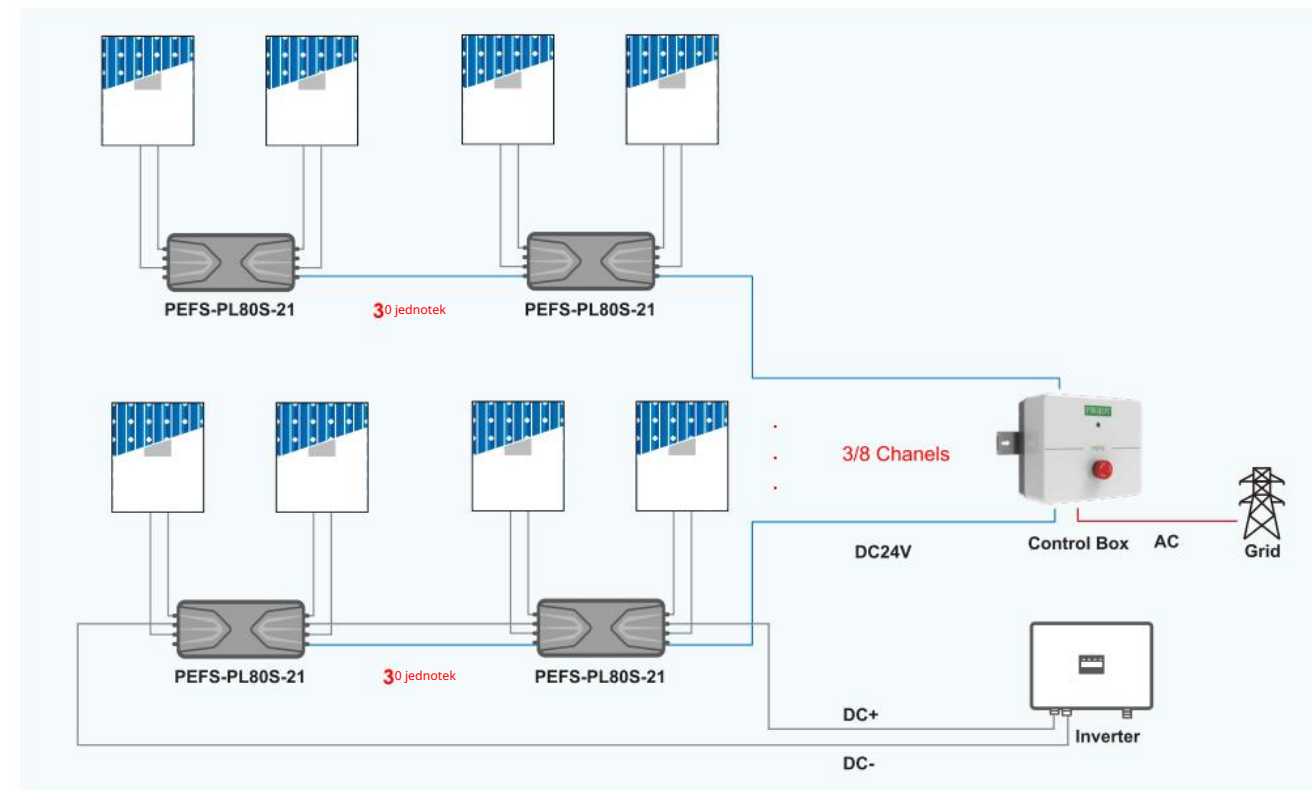 PEFS-PL80S-21
30 jednotek
PEFS-PL80S-21
3/8 Chanels
DC24V
Control Box
AC
Grid
PEFS-PL80S-21
30 jednotek
PEFS-PL80S-21
DC+
Inverter
DC-